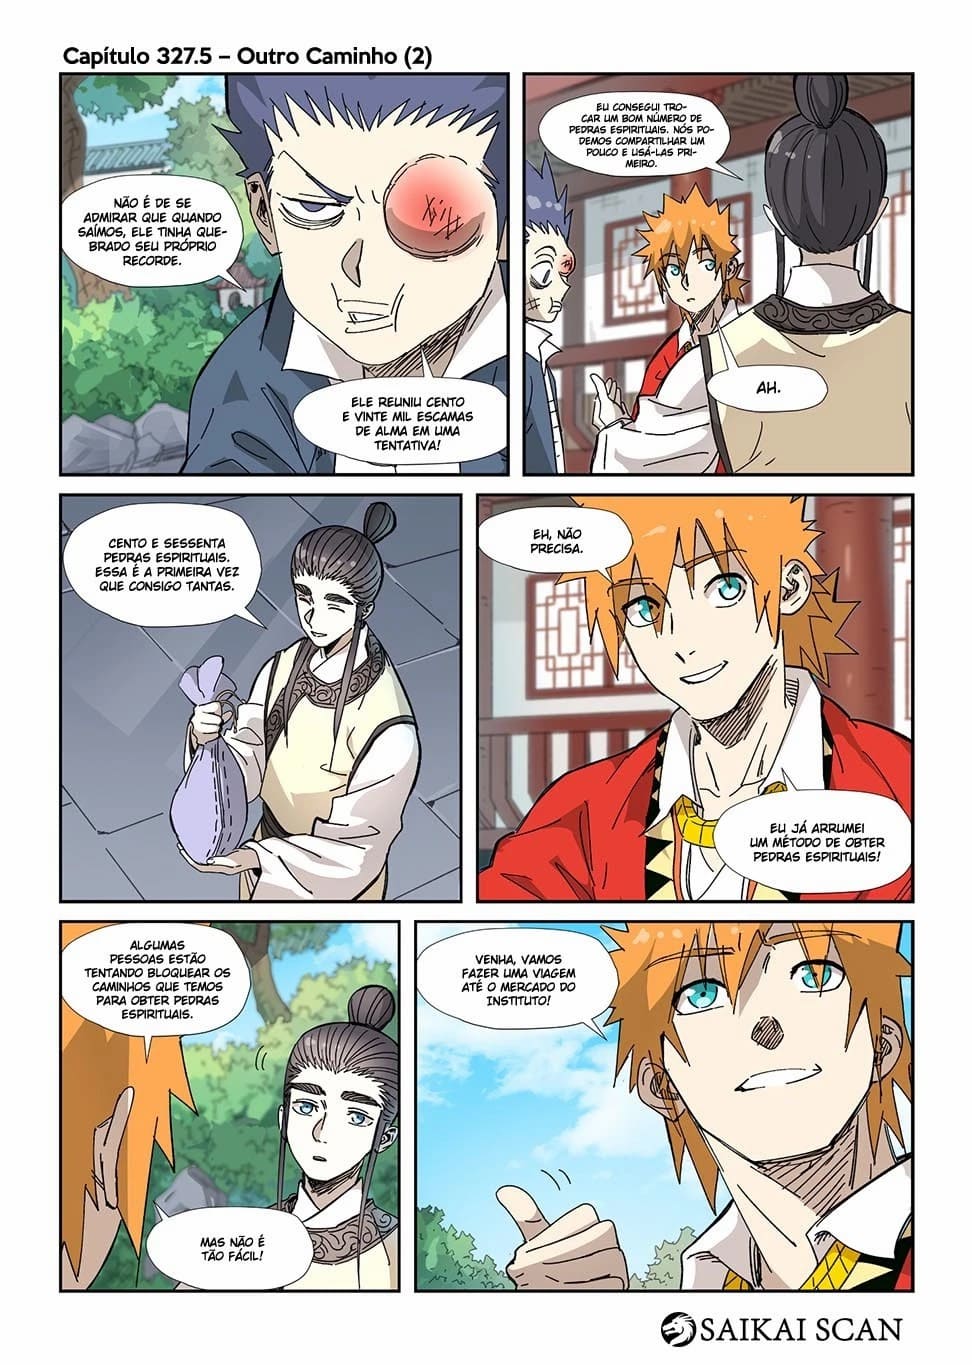 Capítulo 327.5 – Outro Caminho (2)
NÃO É DE SE
ADMIRAR QUE QUANDO
SAÍMOS, ELE TINHA QUE-
BRADO SEU PRÓPRIO
RECORDE.
ELE REUNIU CENTO
E VINTE MIL ESCAMAS
DE ALMA EM UMA
TENTATIVA!
EU CONSEGUI TRO-
CAR UM BOM NÚMERO DE
PEDRAS ESPIRITUAIS. NÓS PO-
DEMOS COMPARTILHAR UM
POUCO E USÁ-LAS PRI-
MEIRO.
AH.
CENTO E SESSENTA
PEDRAS ESPIRITUAIS.
ESSA É A PRIMEIRA VEZ
QUE CONSIGO TANTAS.
EH, NÃO
PRECISA.
EU JÁ ARRUMEI
UM MÉTODO DE OBTER
PEDRAS ESPIRITUAIS!
ALGUMAS
PESSOAS ESTÃO
TENTANDO BLOQUEAR OS
CAMINHOS QUE TEMOS
PARA OBTER PEDRAS
ESPIRITUAIS.
MAS NÃO É
TÃO FÁCIL!
VENHA, VAMOS
FAZER UMA VIAGEM
ATÉ O MERCADO DO
INSTITUTO!
SAIKAI SCAN